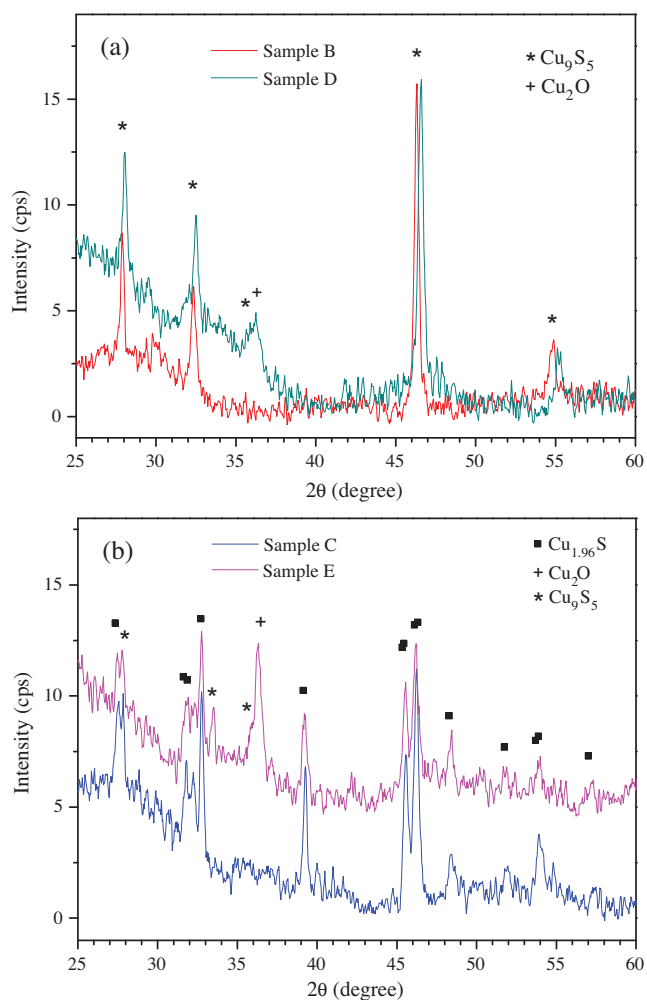 (a)
Sample B
Sample D
* Cu9S5
+ Cu2O
Intensity (cps)
15
10
5
0
* * * + * *
25 30 35 40 45 50 55 60
2θ (degree)
(b)
Sample C
Sample E
■ Cu1.96S
+ Cu2O
* Cu9S5
Intensity (cps)
15
10
5
0
25 30 35 40 45 50 55 60
2θ (degree)